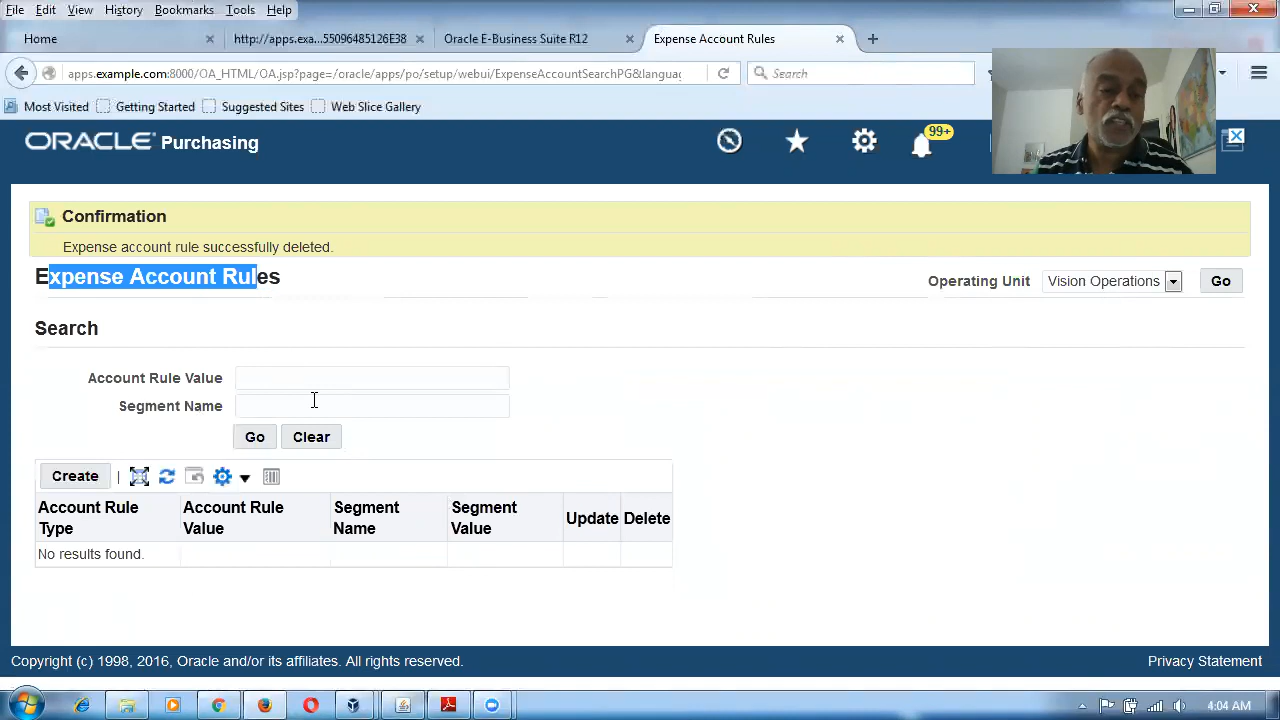 File Edit View History Bookmarks Tools Help
Home http://apps.exa...55096485126E38 Oracle E-Business Suite R12 Expense Account Rules
apps.example.com:8000/OA_HTML/OA.jsp?page=/oracle/apps/po/setup/webui/ExpenseAccountSearchPG&languag Search
Most Visited Getting Started Suggested Sites Web Slice Gallery
ORACLE Purchasing 99+
Confirmation
Expense account rule successfully deleted.
Expense Account Rules Operating Unit Vision Operations Go
Search
Account Rule Value
Segment Name
Go Clear
Create
Account Rule Type Account Rule Value Segment Name Segment Value Update Delete
No results found.
Copyright (c) 1998, 2016, Oracle and/or its affiliates. All rights reserved. Privacy Statement
4:04 AM